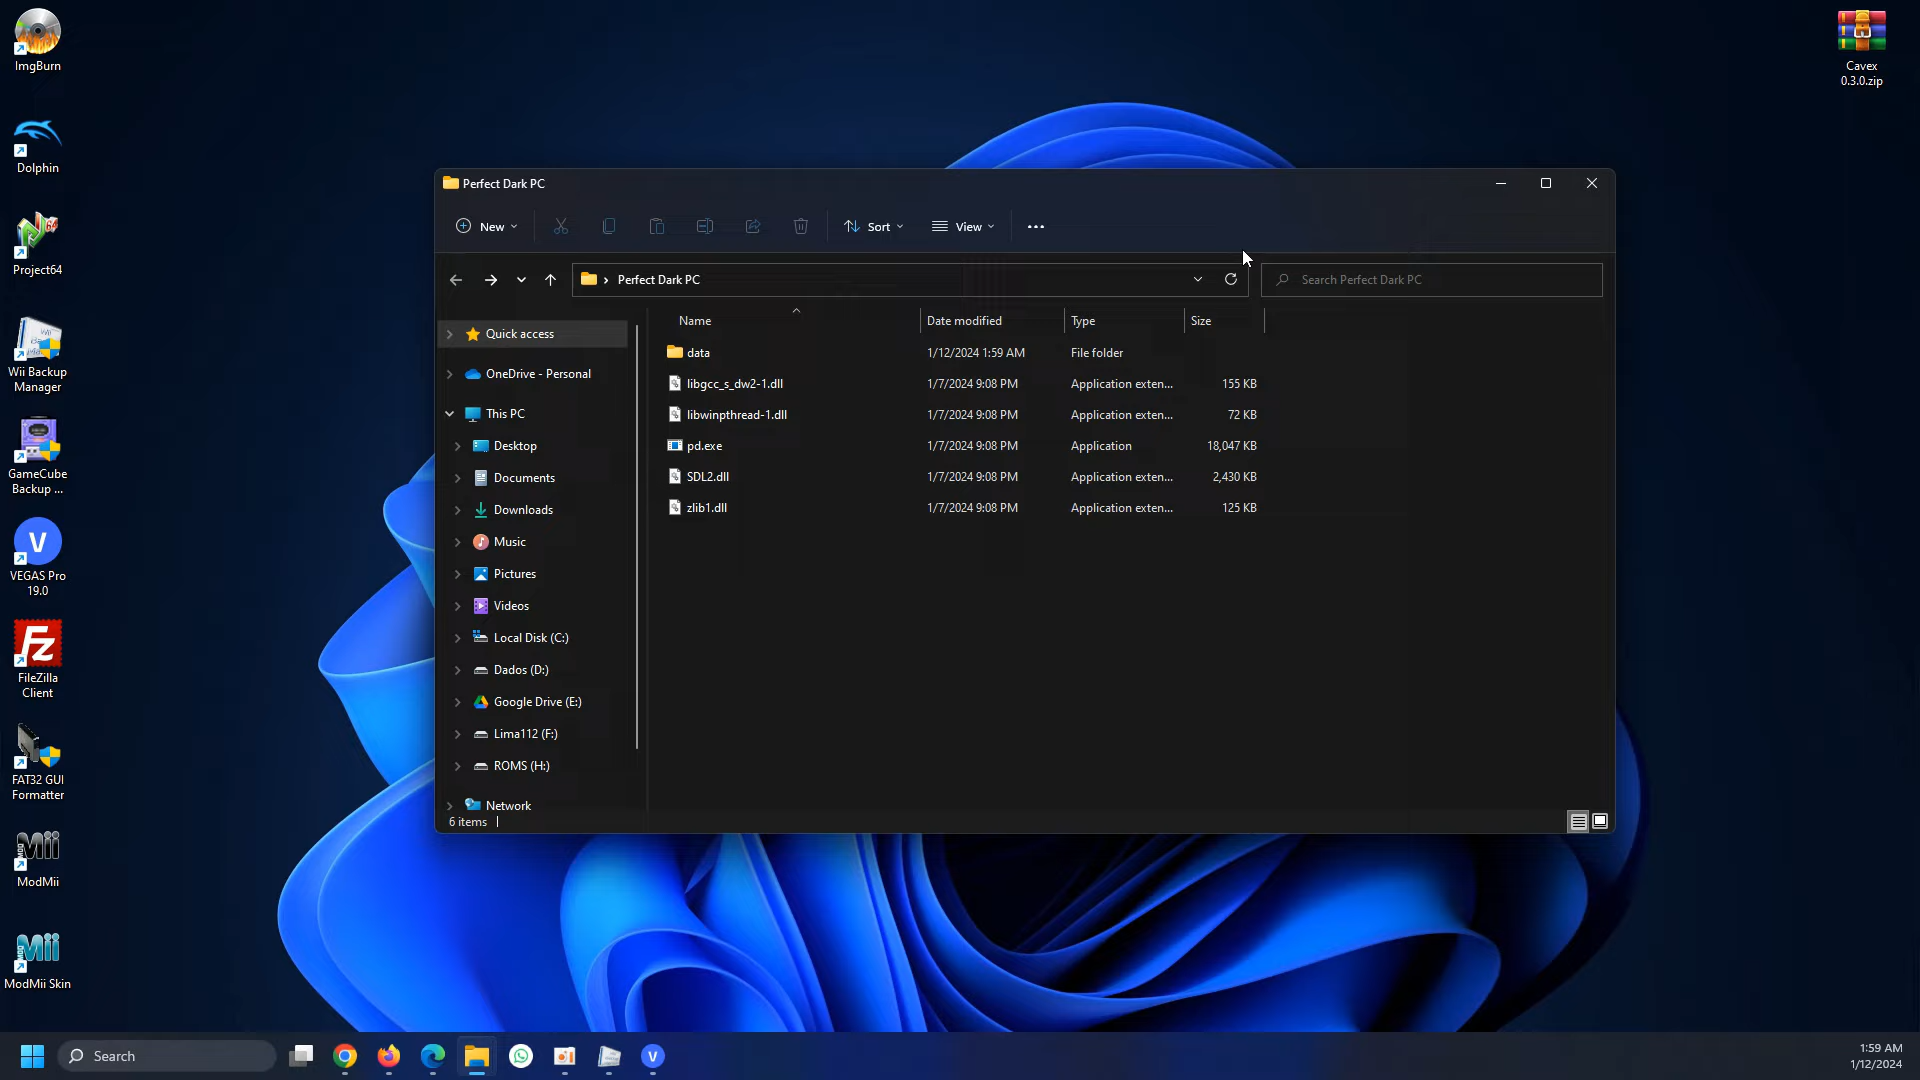 ImgBurn
Dolphin
Project64
Wii Backup
Manager
GameCube
Backup ...
VEGAS Pro
19.0
FileZilla
Client
FAT32 GUI
Formatter
ModMii
ModMii Skin
Cavex
0.3.0.zip
Perfect Dark PC
New
Sort
View
Perfect Dark PC
Search Perfect Dark PC
Quick access
OneDrive - Personal
This PC
Desktop
Documents
Downloads
Music
Pictures
Videos
Local Disk (C:)
Dados (D:)
Google Drive (E:)
Lima112 (F:)
ROMS (H:)
Network
Name Date modified Type Size
data 1/12/2024 1:59 AM File folder
libgcc_s_dw2-1.dll 1/7/2024 9:08 PM Application exten... 155 KB
libwinpthread-1.dll 1/7/2024 9:08 PM Application exten... 72 KB
pd.exe 1/7/2024 9:08 PM Application 18,047 KB
SDL2.dll 1/7/2024 9:08 PM Application exten... 2,430 KB
zlib1.dll 1/7/2024 9:08 PM Application exten... 125 KB
6 items
Search
1:59 AM
1/12/2024